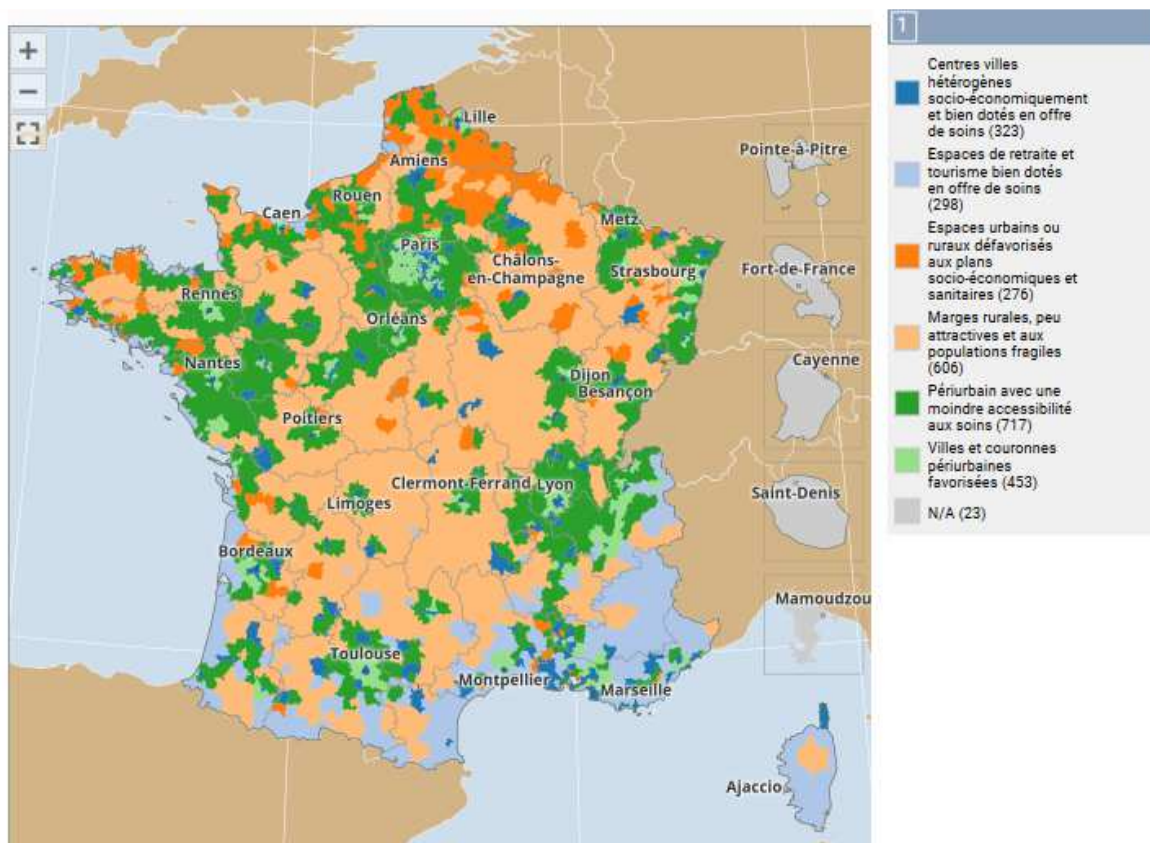 +
−
Lille
Amiens
Rouen
Caen
Metz
Paris
Châlons-
en-Champagne
Strasbourg
Rennes
Orléans
Nantes
Dijon
Besançon
Poitiers
Clermont-Ferrand
Lyon
Limoges
Bordeaux
Toulouse
Montpellier
Marseille
Ajaccio
Pointe-à-Pitre
Fort-de-France
Cayenne
Saint-Denis
Mamoudzou
1
Centres villes
hétérogènes
socio-économiquement
et bien dotés en offre
de soins (323)
Espaces de retraite et
tourisme bien dotés
en offre de soins
(298)
Espaces urbains ou
ruraux défavorisés
aux plans
socio-économiques et
sanitaires (276)
Marges rurales, peu
attractives et aux
populations fragiles
(606)
Périurbain avec une
moindre accessibilité
aux soins (717)
Villes et couronnes
périurbaines
favorisées (453)
N/A (23)